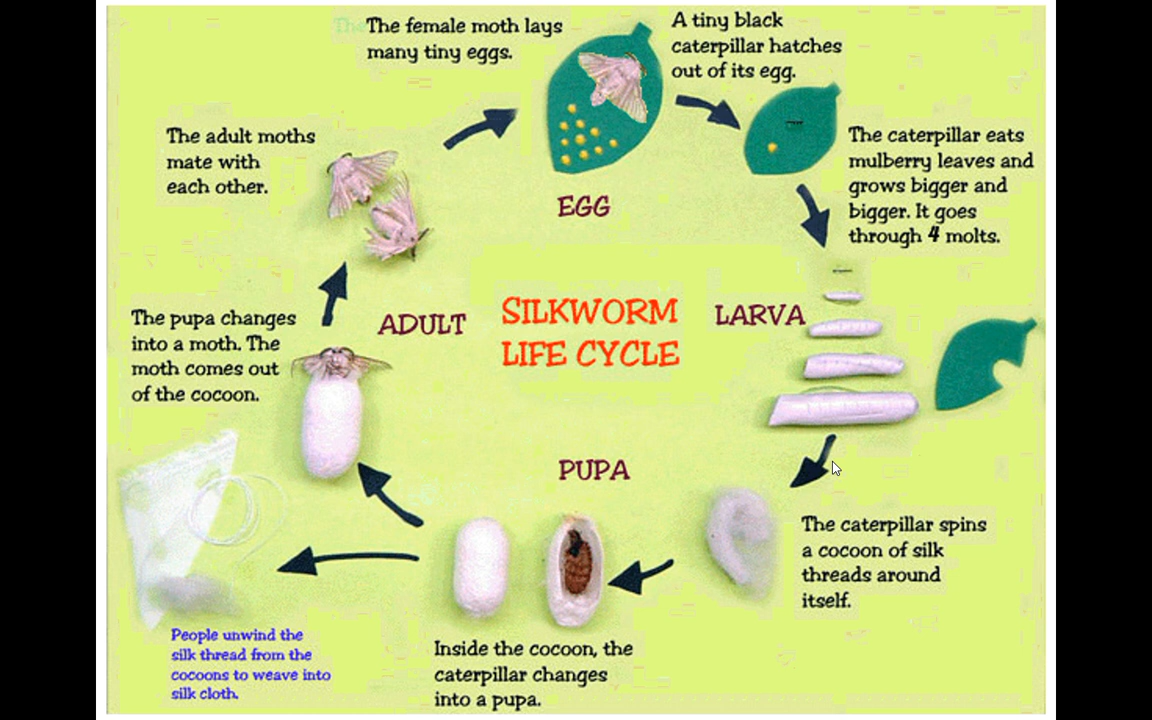 The female moth lays
many tiny eggs.
A tiny black
caterpillar hatches
out of its egg.
The adult moths
mate with
each other.
The caterpillar eats
mulberry leaves and
grows bigger and
bigger. It goes
through 4 molts.
EGG
SILKWORM
LIFE CYCLE
LARVA
ADULT
The pupa changes
into a moth. The
moth comes out
of the cocoon.
PUPA
The caterpillar spins
a cocoon of silk
threads around
itself.
People unwind the
silk thread from the
cocoons to weave into
silk cloth.
Inside the cocoon, the
caterpillar changes
into a pupa.